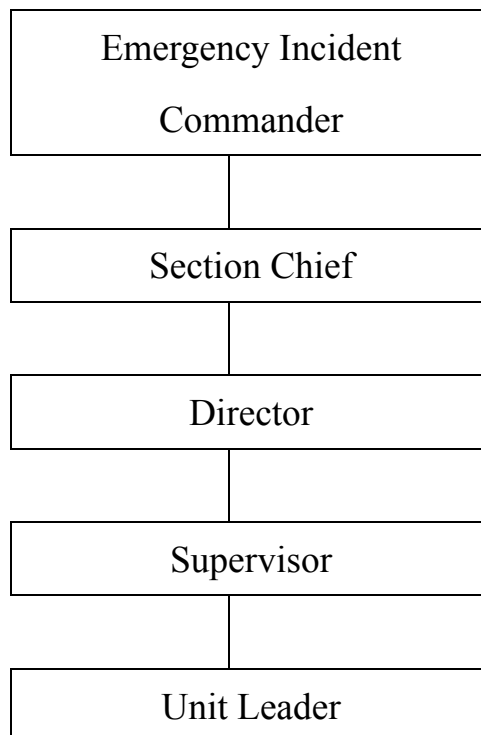 Emergency Incident
Commander
Section Chief
Director
Supervisor
Unit Leader